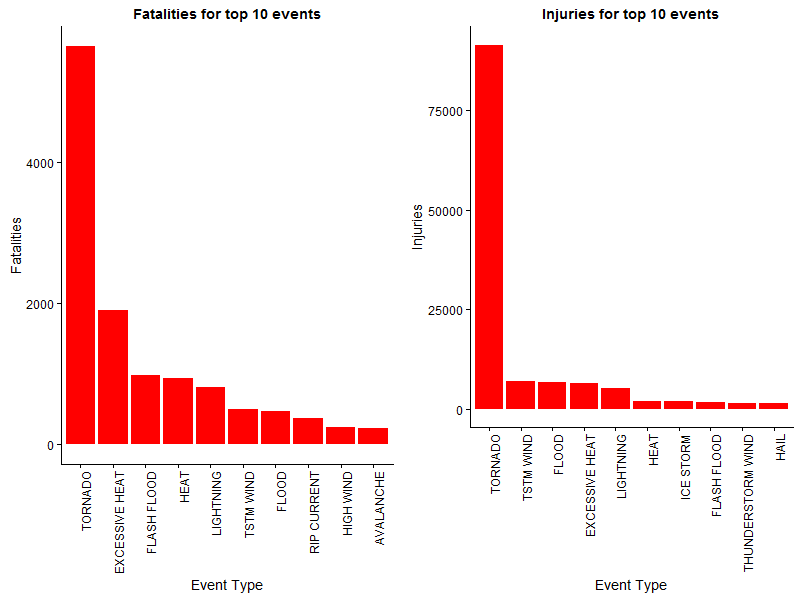 Fatalities for top 10 events
Fatalities
4000
2000
0
TORNADO
EXCESSIVE HEAT
FLASH FLOOD
HEAT
LIGHTNING
TSTM WIND
FLOOD
RIP CURRENT
HIGH WIND
AVALANCHE
Event Type
Injuries for top 10 events
Injuries
75000
50000
25000
0
TORNADO
TSTM WIND
FLOOD
EXCESSIVE HEAT
LIGHTNING
HEAT
ICE STORM
FLASH FLOOD
THUNDERSTORM WIND
HAIL
Event Type